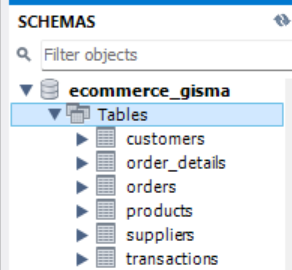 SCHEMAS
Filter objects
ecommerce_gisma
Tables
customers
order_details
orders
products
suppliers
transactions